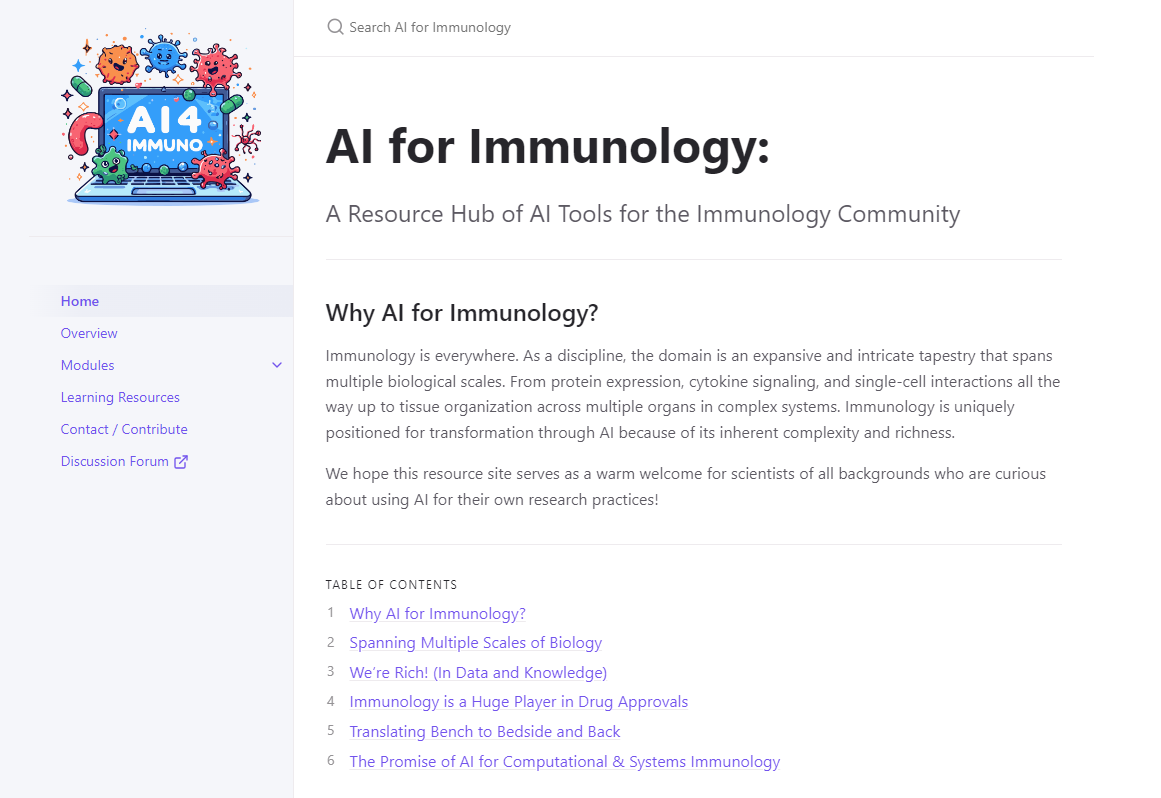 AI4
IMMUNO
Home
Overview
Modules
Learning Resources
Contact / Contribute
Discussion Forum
Search AI for Immunology
AI for Immunology:
A Resource Hub of AI Tools for the Immunology Community
Why AI for Immunology?
Immunology is everywhere. As a discipline, the domain is an expansive and intricate tapestry that spans
multiple biological scales. From protein expression, cytokine signaling, and single-cell interactions all the
way up to tissue organization across multiple organs in complex systems. Immunology is uniquely
positioned for transformation through AI because of its inherent complexity and richness.
We hope this resource site serves as a warm welcome for scientists of all backgrounds who are curious
about using AI for their own research practices!
TABLE OF CONTENTS
1 Why AI for Immunology?
2 Spanning Multiple Scales of Biology
3 We’re Rich! (In Data and Knowledge)
4 Immunology is a Huge Player in Drug Approvals
5 Translating Bench to Bedside and Back
6 The Promise of AI for Computational & Systems Immunology